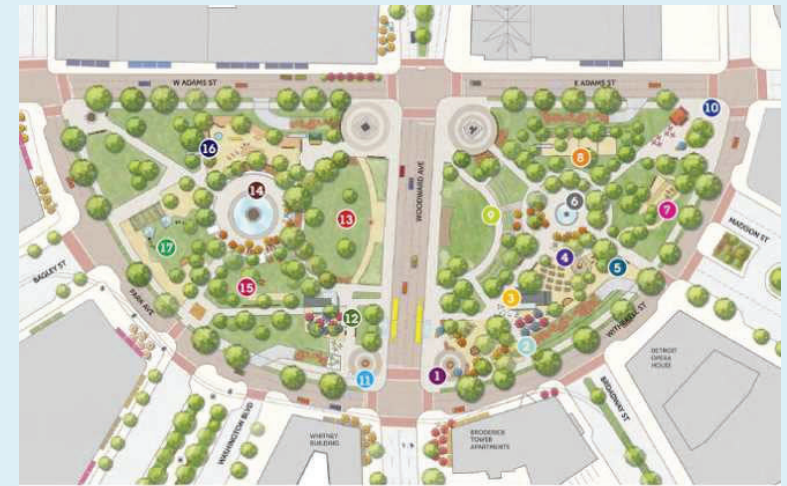 W ADAMS ST
E ADAMS ST
10
16
8
14
6
7
WOODWARD AVE
13
9
MADISON ST
17
4
5
BAGLEY ST
15
3
PARK AVE
12
2
WITHERELL ST
DETROIT
OPERA
HOUSE
11
1
BROADWAY ST
WASHINGTON BLVD
WHITNEY
BUILDING
BRODERICK
TOWER
APARTMENTS